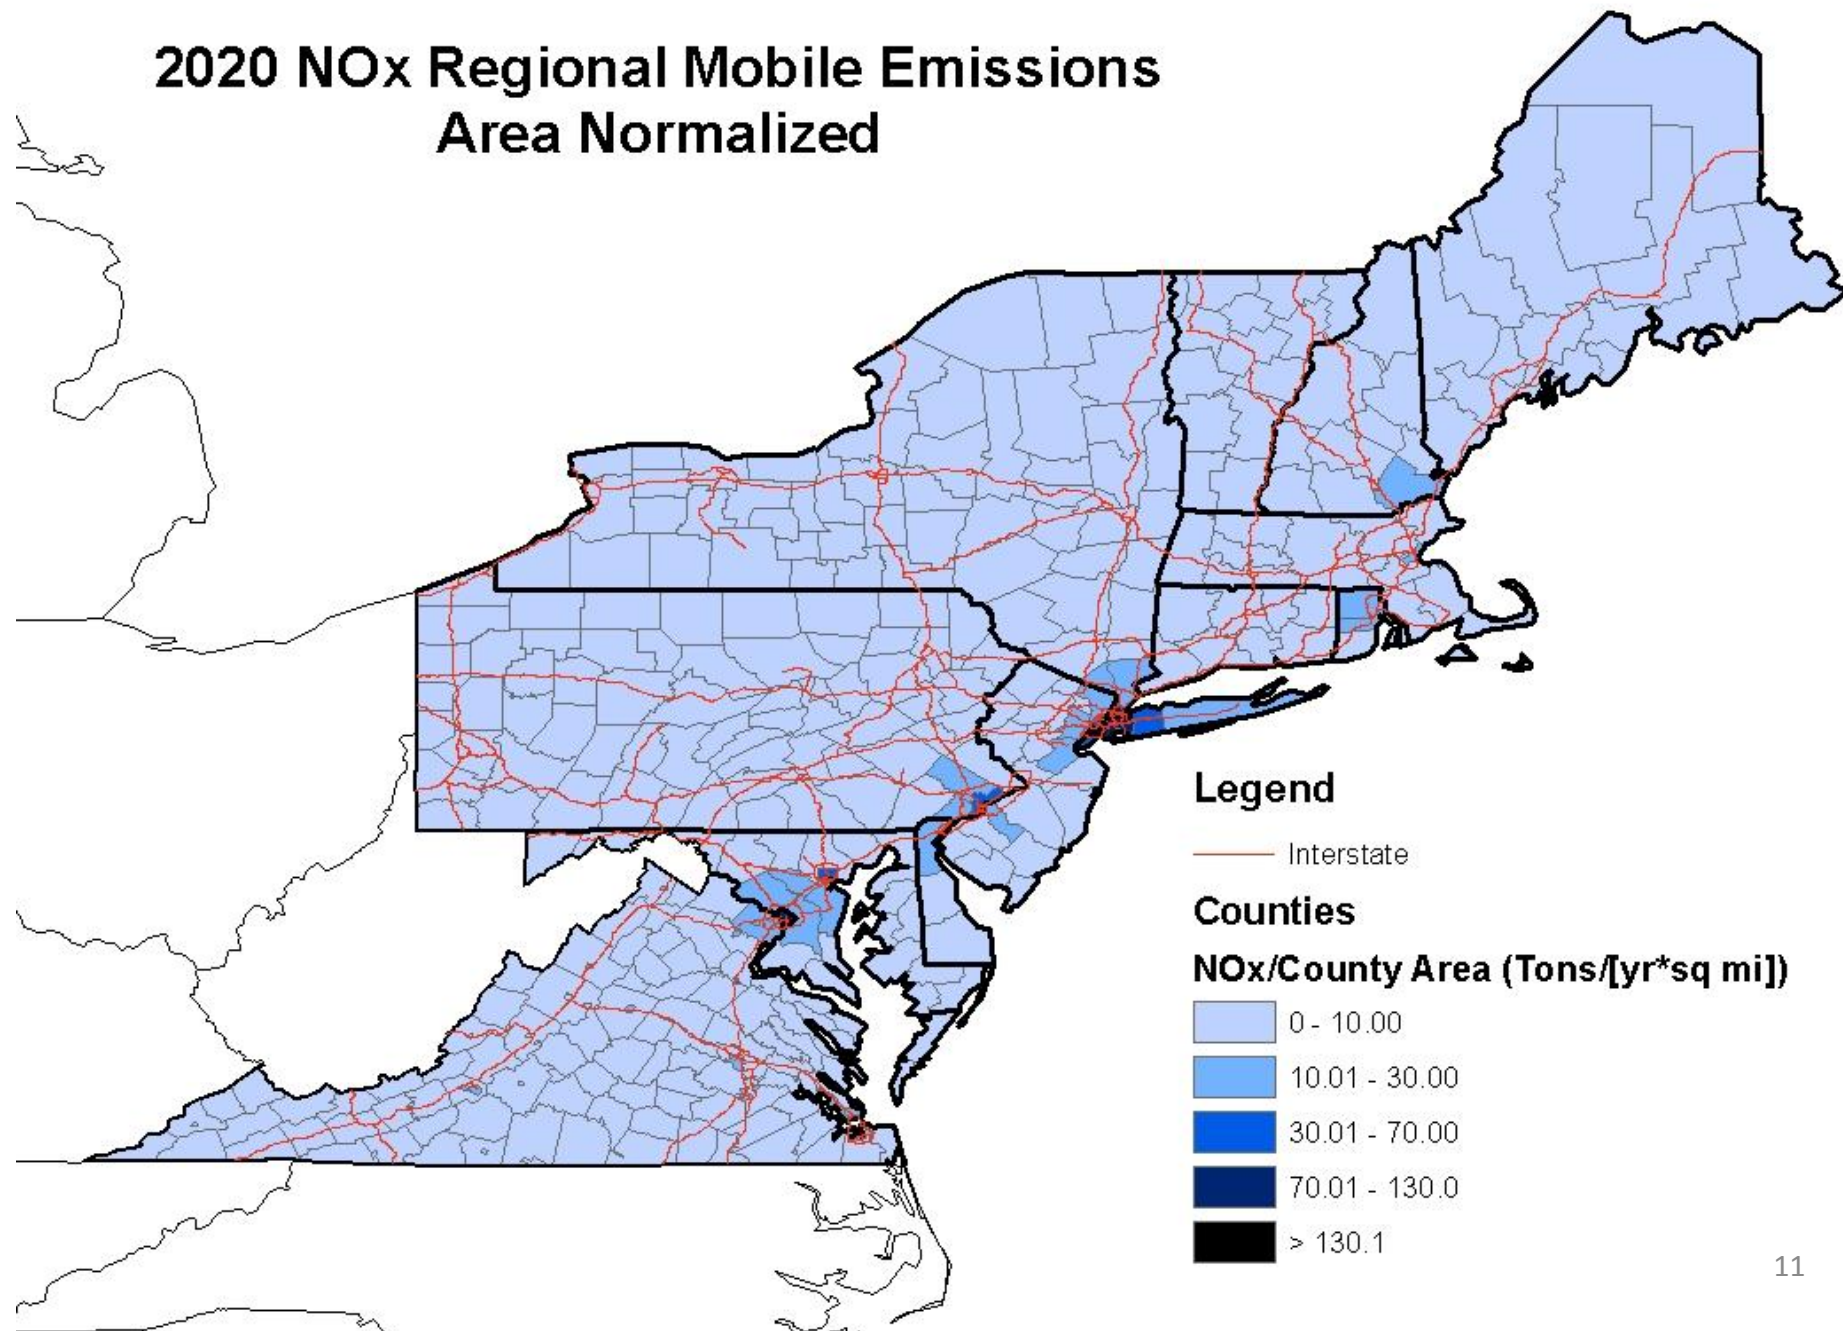 2020 NOx Regional Mobile Emissions
Area Normalized
Legend
Interstate
Counties
NOx/County Area (Tons/[yr*sq mi])
0 - 10.00
10.01 - 30.00
30.01 - 70.00
70.01 - 130.0
> 130.1
11